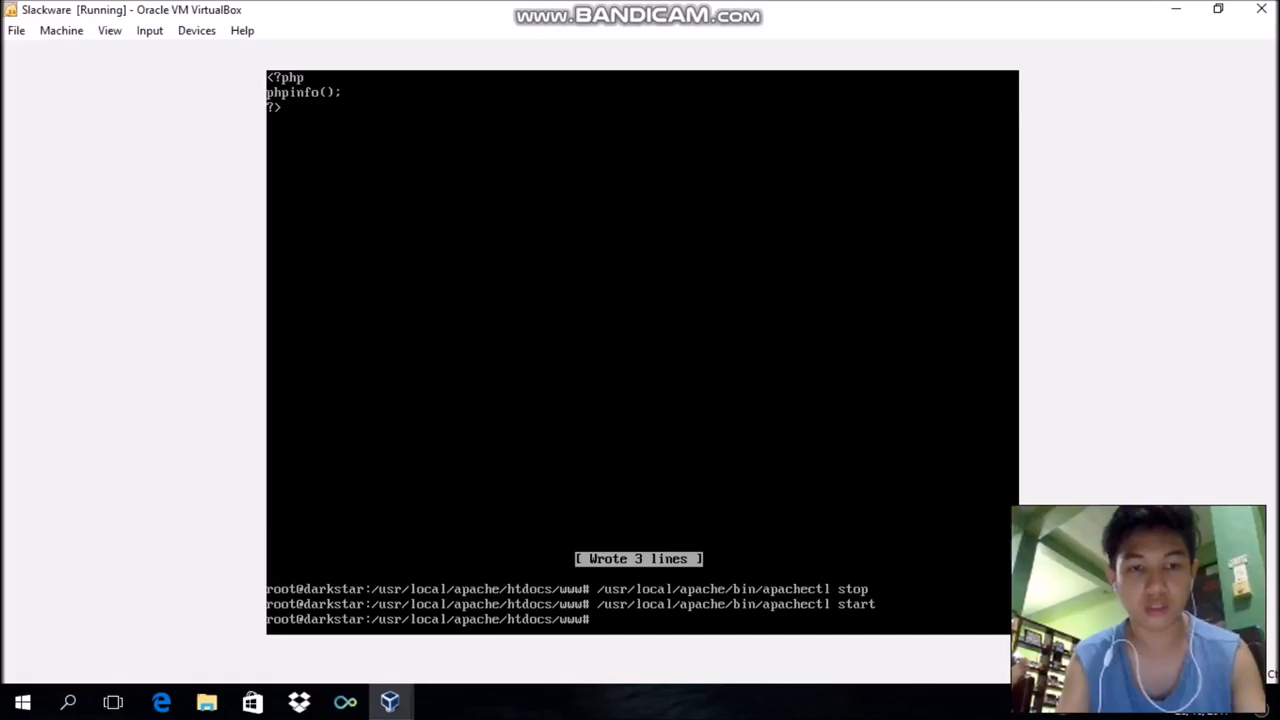 Slackware [Running] - Oracle VM VirtualBox
www.BANDICAM.com
File Machine View Input Devices Help
<?php
phpinfo();
?>
[ Wrote 3 lines ]
root@darkstar:/usr/local/apache/htdocs/www# /usr/local/apache/bin/apachectl stop
root@darkstar:/usr/local/apache/htdocs/www# /usr/local/apache/bin/apachectl start
root@darkstar:/usr/local/apache/htdocs/www#